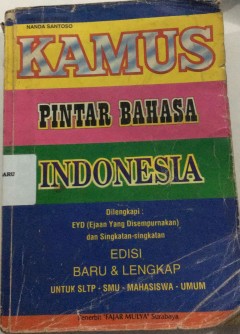 NANDA SANTOSO
KAMUS
PINTAR BAHASA
INDONESIA
Dilengkapi :
EYD (Ejaan Yang Disempurnakan)
dan Singkatan-singkatan
EDISI
BARU & LENGKAP
UNTUK SLTP - SMU - MAHASISWA - UMUM
Penerbit "FAJAR MULYA" Surabaya